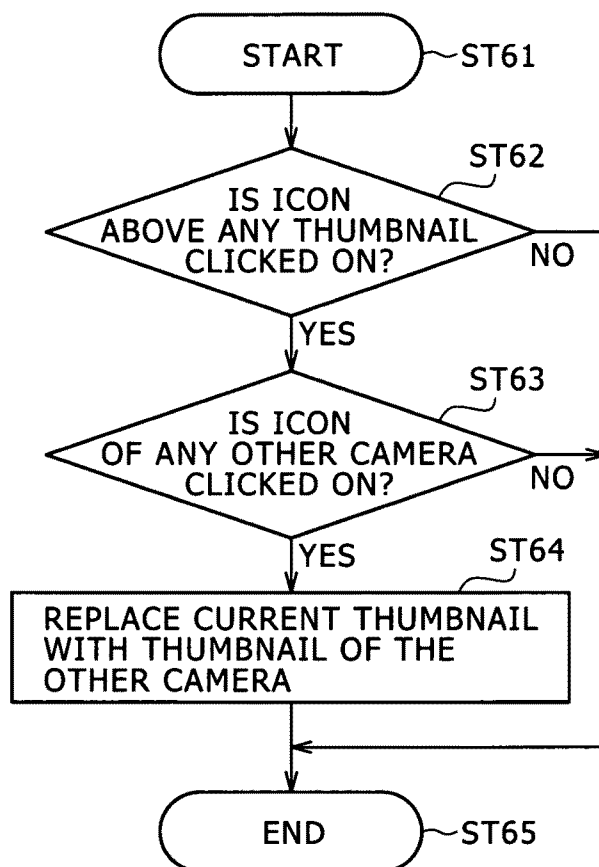 START
ST61
ST62
IS ICON
ABOVE ANY THUMBNAIL
CLICKED ON?
NO
YES
ST63
IS ICON
OF ANY OTHER CAMERA
CLICKED ON?
NO
YES
ST64
REPLACE CURRENT THUMBNAIL
WITH THUMBNAIL OF THE
OTHER CAMERA
END
ST65